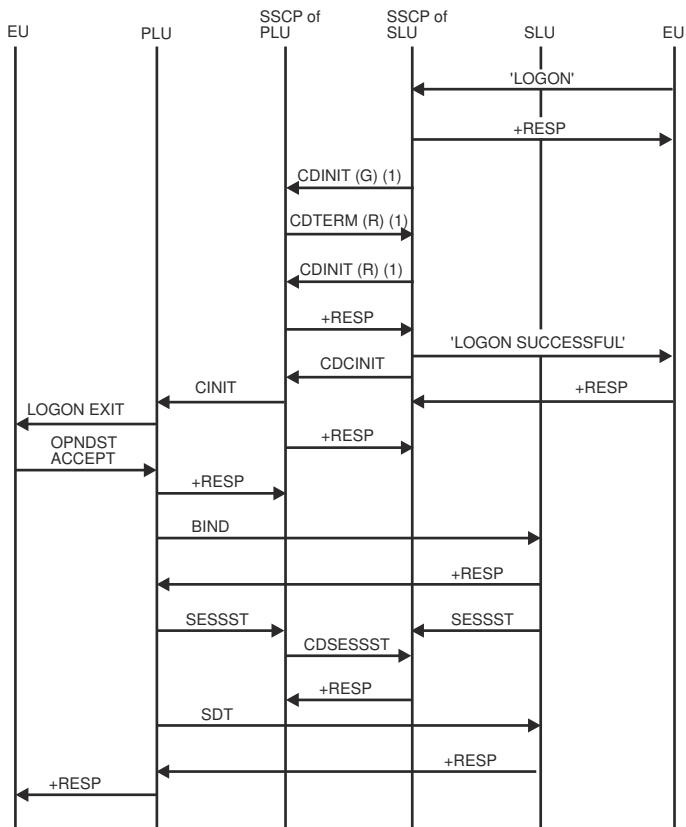 EU
PLU
SSCP of
PLU
SSCP of
SLU
SLU
EU
'LOGON'
+RESP
CDINIT (G) (1)
CDTERM (R) (1)
CDINIT (R) (1)
+RESP
'LOGON SUCCESSFUL'
CDCINIT
CINIT
+RESP
LOGON EXIT
OPNDST
ACCEPT
+RESP
+RESP
BIND
+RESP
SESSST
SESSST
CDSESSST
+RESP
SDT
+RESP
+RESP